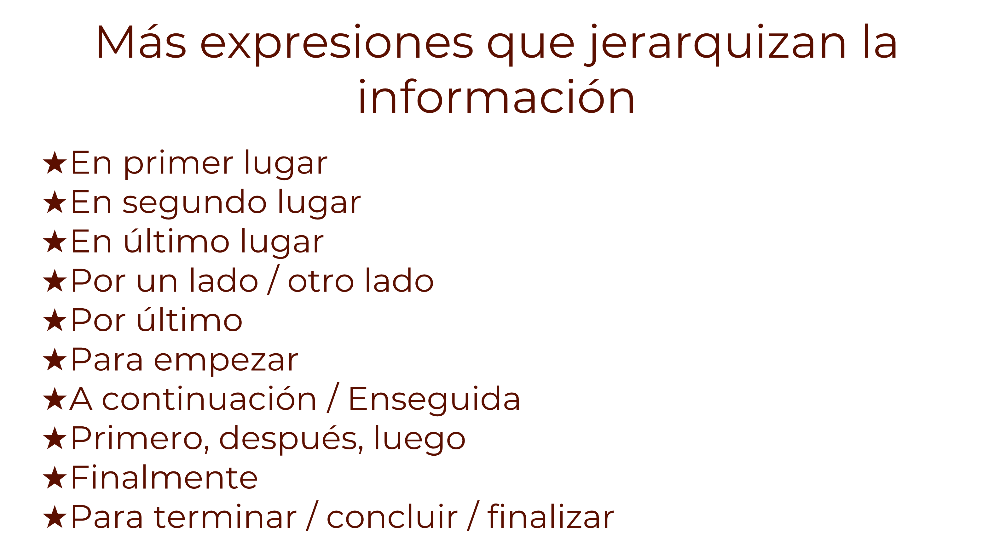 Más expresiones que jerarquizan la
información
★En primer lugar
★En segundo lugar
★En último lugar
★Por un lado / otro lado
★Por último
★Para empezar
★A continuación / Enseguida
★Primero, después, luego
★Finalmente
★Para terminar / concluir / finalizar